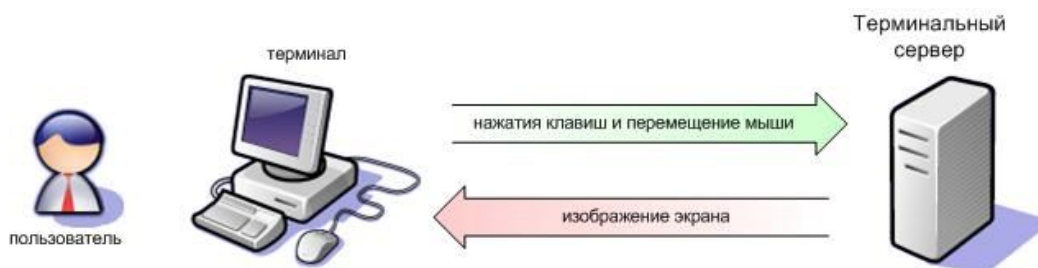 Терминальный
сервер
терминал
нажатия клавиш и перемещение мыши
изображение экрана
пользователь